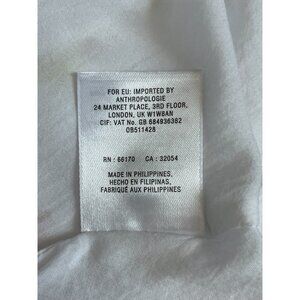 FOR EU: IMPORTED BY
ANTHROPOLOGIE
24 MARKET PLACE, 3RD FLOOR,
LONDON, UK W1W8AN
CIF: VAT No. GB 684936382
OB511428
RN : 66170 CA : 32054
MADE IN PHILIPPINES,
HECHO EN FILIPINAS,
FABRIQUÉ AUX PHILIPPINES